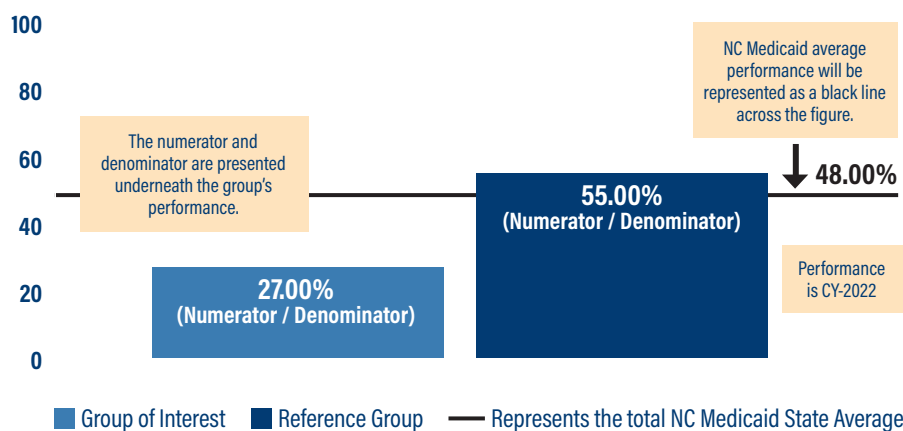 100
80
60
40
20
0
NC Medicaid average
performance will be
represented as a black line
across the figure.
The numerator and
denominator are presented
underneath the group's
performance.
48.00%
55.00%
(Numerator / Denominator)
27.00%
(Numerator / Denominator)
Performance
is CY-2022
Group of Interest Reference Group Represents the total NC Medicaid State Average